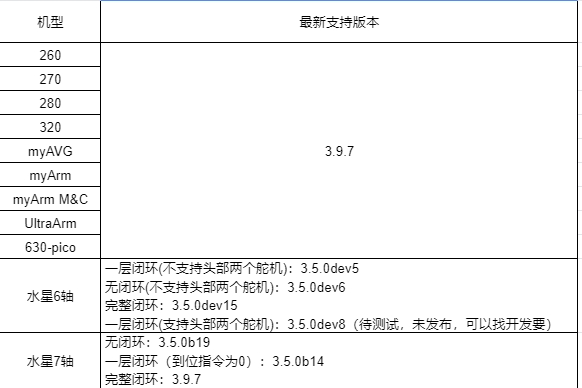 机型 最新支持版本
260
270
280
320
myAVG
3.9.7
myArm
myArm M&C
UltraArm
630-pico
水星6轴
一层闭环(不支持头部两个舵机)：3.5.0dev5
无闭环(不支持头部两个舵机)：3.5.0dev6
完整闭环：3.5.0dev15
一层闭环(支持头部两个舵机)：3.5.0dev8（待测试，未发布，可以找开发要）
水星7轴
无闭环：3.5.0b19
一层闭环（到位指令为0）：3.5.0b14
完整闭环：3.9.7